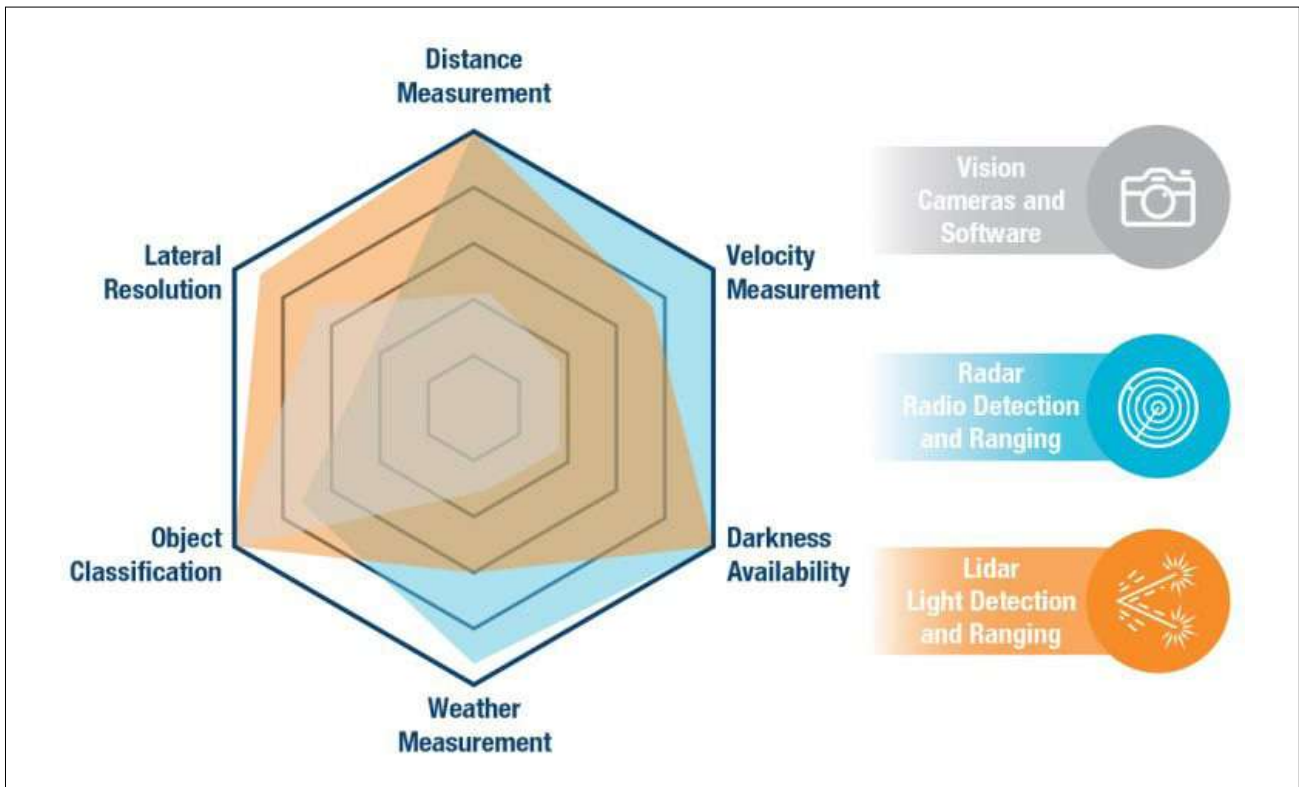 Distance
Measurement
Lateral
Resolution
Velocity
Measurement
Object
Classification
Darkness
Availability
Weather
Measurement
Vision
Cameras and
Software
Radar
Radio Detection
and Ranging
Lidar
Light Detection
and Ranging